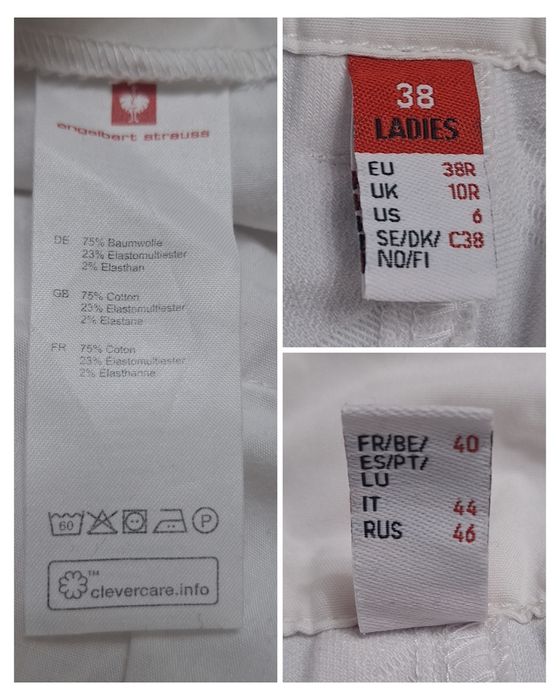 engelbert strauss
DE 75% Baumwolle
23% Elastomultiester
2% Elasthan
GB 75% Cotton
23% Elastomultiester
2% Elastane
FR 75% Coton
23% Elastomultiester
2% Elasthanne
60 P
TM
clevercare.info
38
LADIES
EU 38R
UK 10R
US 6
SE/DK/ C38
NO/FI
FR/BE/ 40
ES/PT/
LU
IT 44
RUS 46